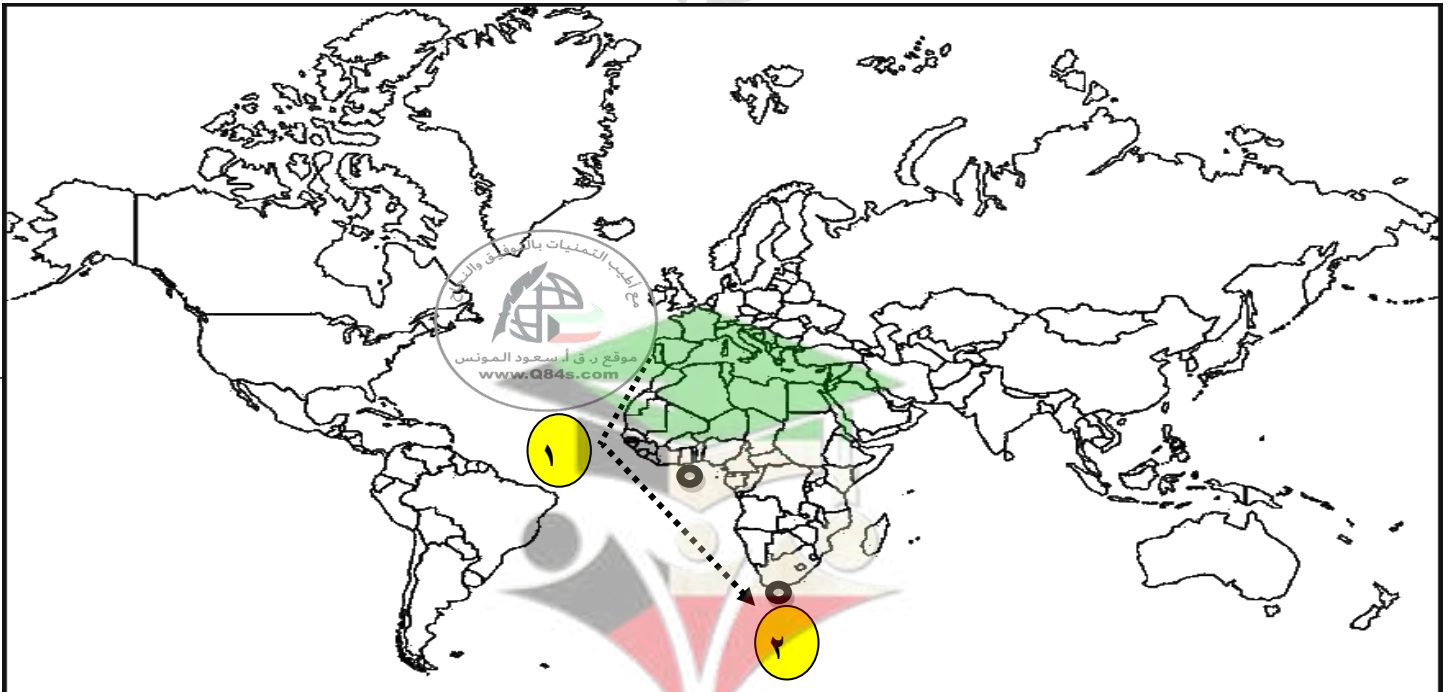 مع أطيب التمنيات بالتوفيق والنجاح
موقع ر. ق أ. سعود المونس
www.Q84s.com
١
٢